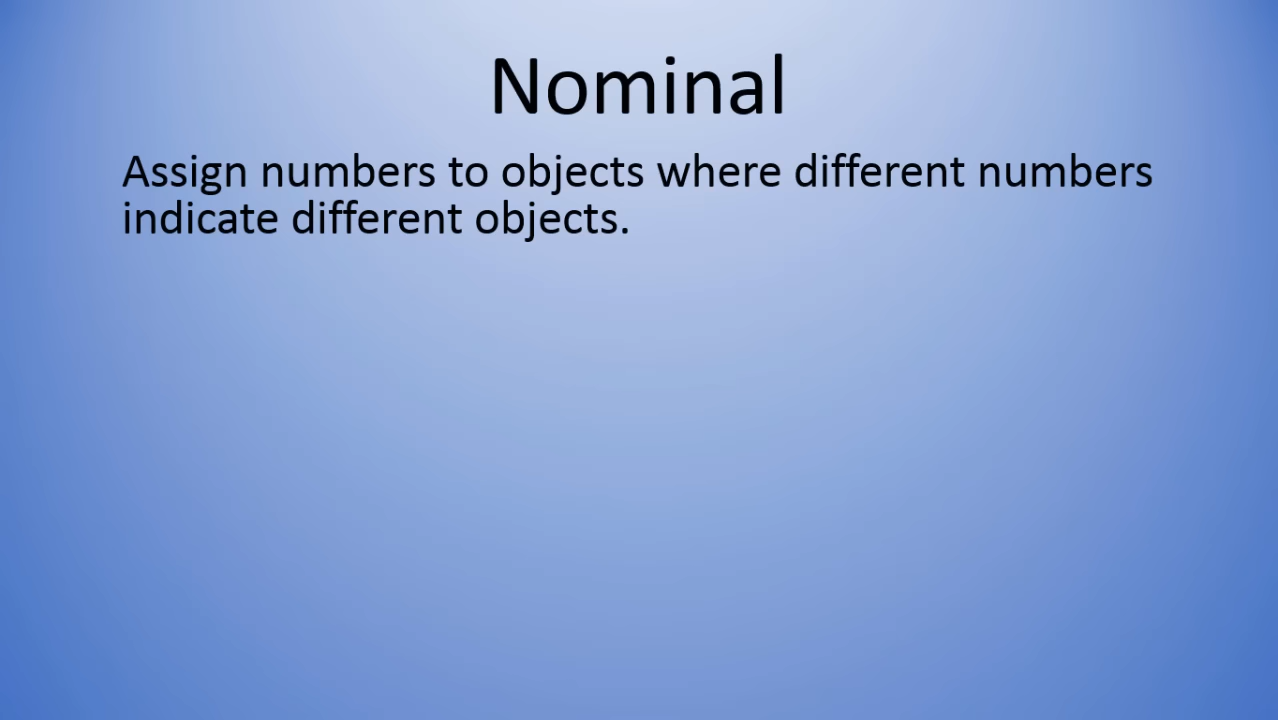 Nominal
Assign numbers to objects where different numbers
indicate different objects.